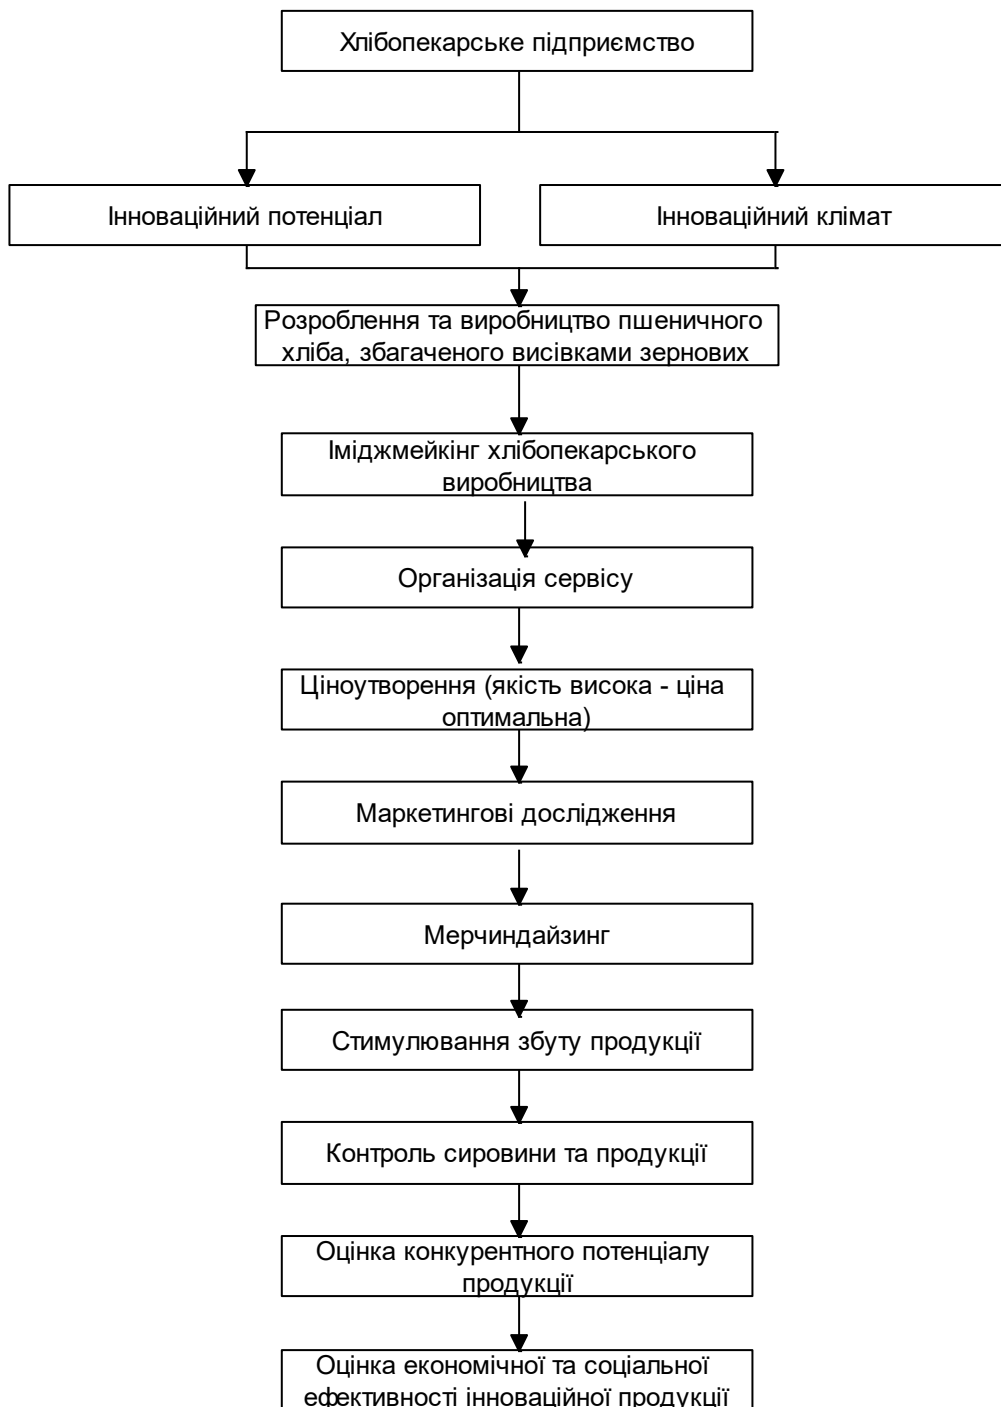 Хлібопекарське підприємство
Інноваційний потенціал
Інноваційний клімат
Розроблення та виробництво пшеничного
хліба, збагаченого висівками зернових
Іміджмейкінг хлібопекарського
виробництва
Організація сервісу
Ціноутворення (якість висока - ціна
оптимальна)
Маркетингові дослідження
Мерчиндайзинг
Стимулювання збуту продукції
Контроль сировини та продукції
Оцінка конкурентного потенціалу
продукції
Оцінка економічної та соціальної
ефективності інноваційної продукції